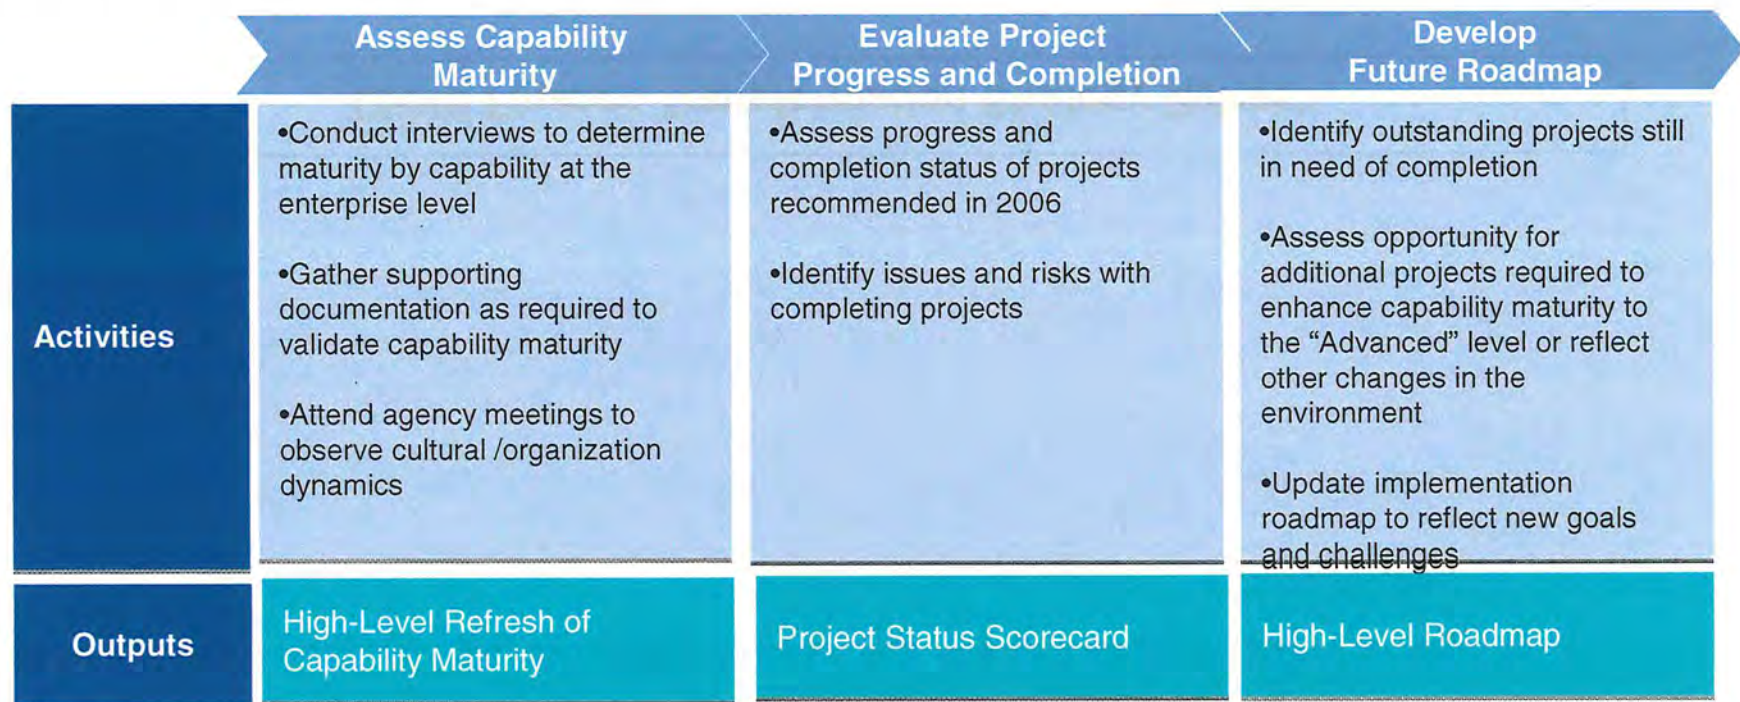 Assess Capability
Maturity
Evaluate Project
Progress and Completion
Develop
Future Roadmap
Activities
•Conduct interviews to determine
maturity by capability at the
enterprise level
•Gather supporting
documentation as required to
validate capability maturity
•Attend agency meetings to
observe cultural /organization
dynamics
•Assess progress and
completion status of projects
recommended in 2006
•Identify issues and risks with
completing projects
•Identify outstanding projects still
in need of completion
•Assess opportunity for
additional projects required to
enhance capability maturity to
the “Advanced” level or reflect
other changes in the
environment
•Update implementation
roadmap to reflect new goals
and challenges
Outputs
High-Level Refresh of
Capability Maturity
Project Status Scorecard
High-Level Roadmap